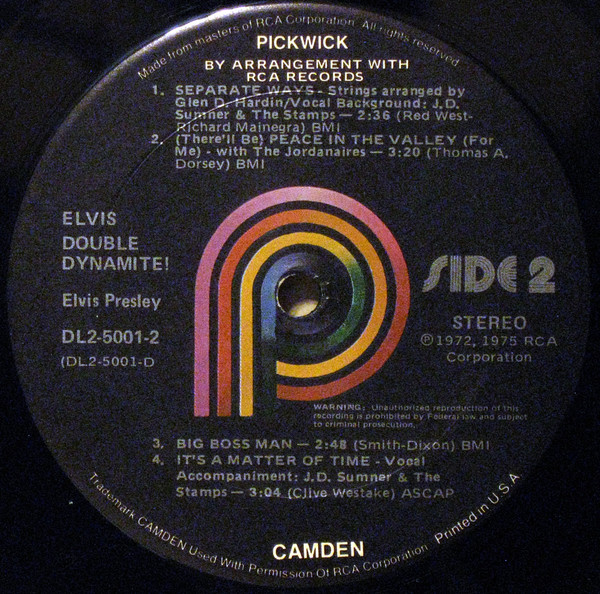 Made from masters of RCA Corporation. All rights reserved
PICKWICK
BY ARRANGEMENT WITH
RCA RECORDS
1. SEPARATE WAYS - Strings arranged by
Glen D. Hardin/Vocal Background: J.D.
Sumner & The Stamps — 2:36 (Red West-
Richard Mainegra) BMI
2. (There'll Be) PEACE IN THE VALLEY (For
Me) - with The Jordanaires — 3:20 (Thomas A.
Dorsey) BMI
ELVIS
DOUBLE
DYNAMITE!
Elvis Presley
DL2-5001-2
(DL2-5001-D
SIDE 2
STEREO
℗1972, 1975 RCA
Corporation
WARNING: Unauthorized reproduction of this
recording is prohibited by Federal law and subject
to criminal prosecution.
3. BIG BOSS MAN — 2:48 (Smith-Dixon) BMI
4. IT'S A MATTER OF TIME - Vocal
Accompaniment: J.D. Sumner & The
Stamps — 3:04 (Clive Westake) ASCAP
CAMDEN
Trademark CAMDEN Used With Permission Of RCA Corporation Printed in U.S.A